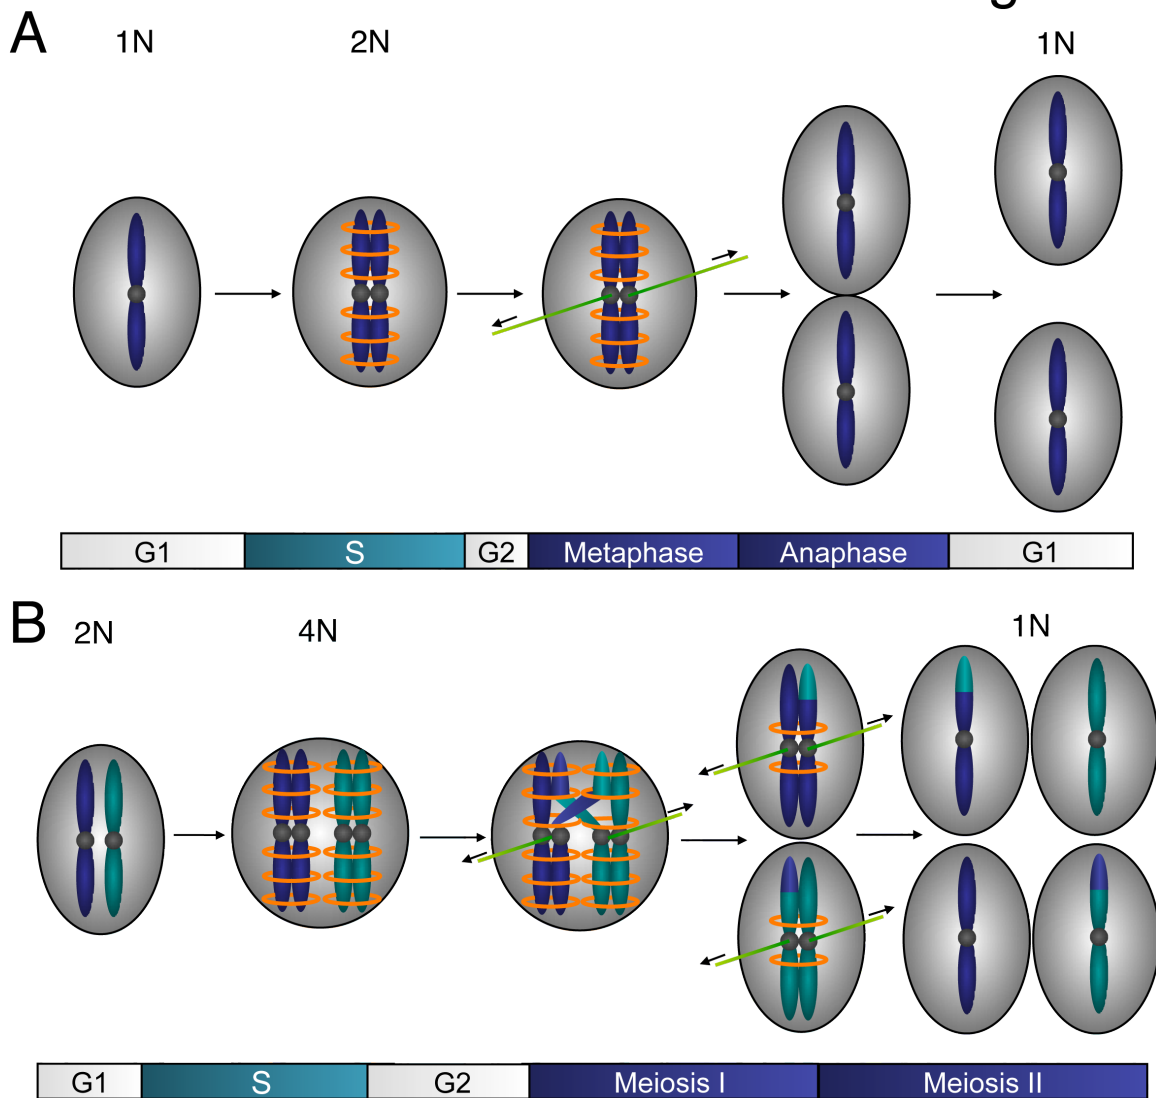 A
1N 2N 1N
G1 S G2 Metaphase Anaphase G1
B
2N 4N 1N
G1 S G2 Meiosis I Meiosis II